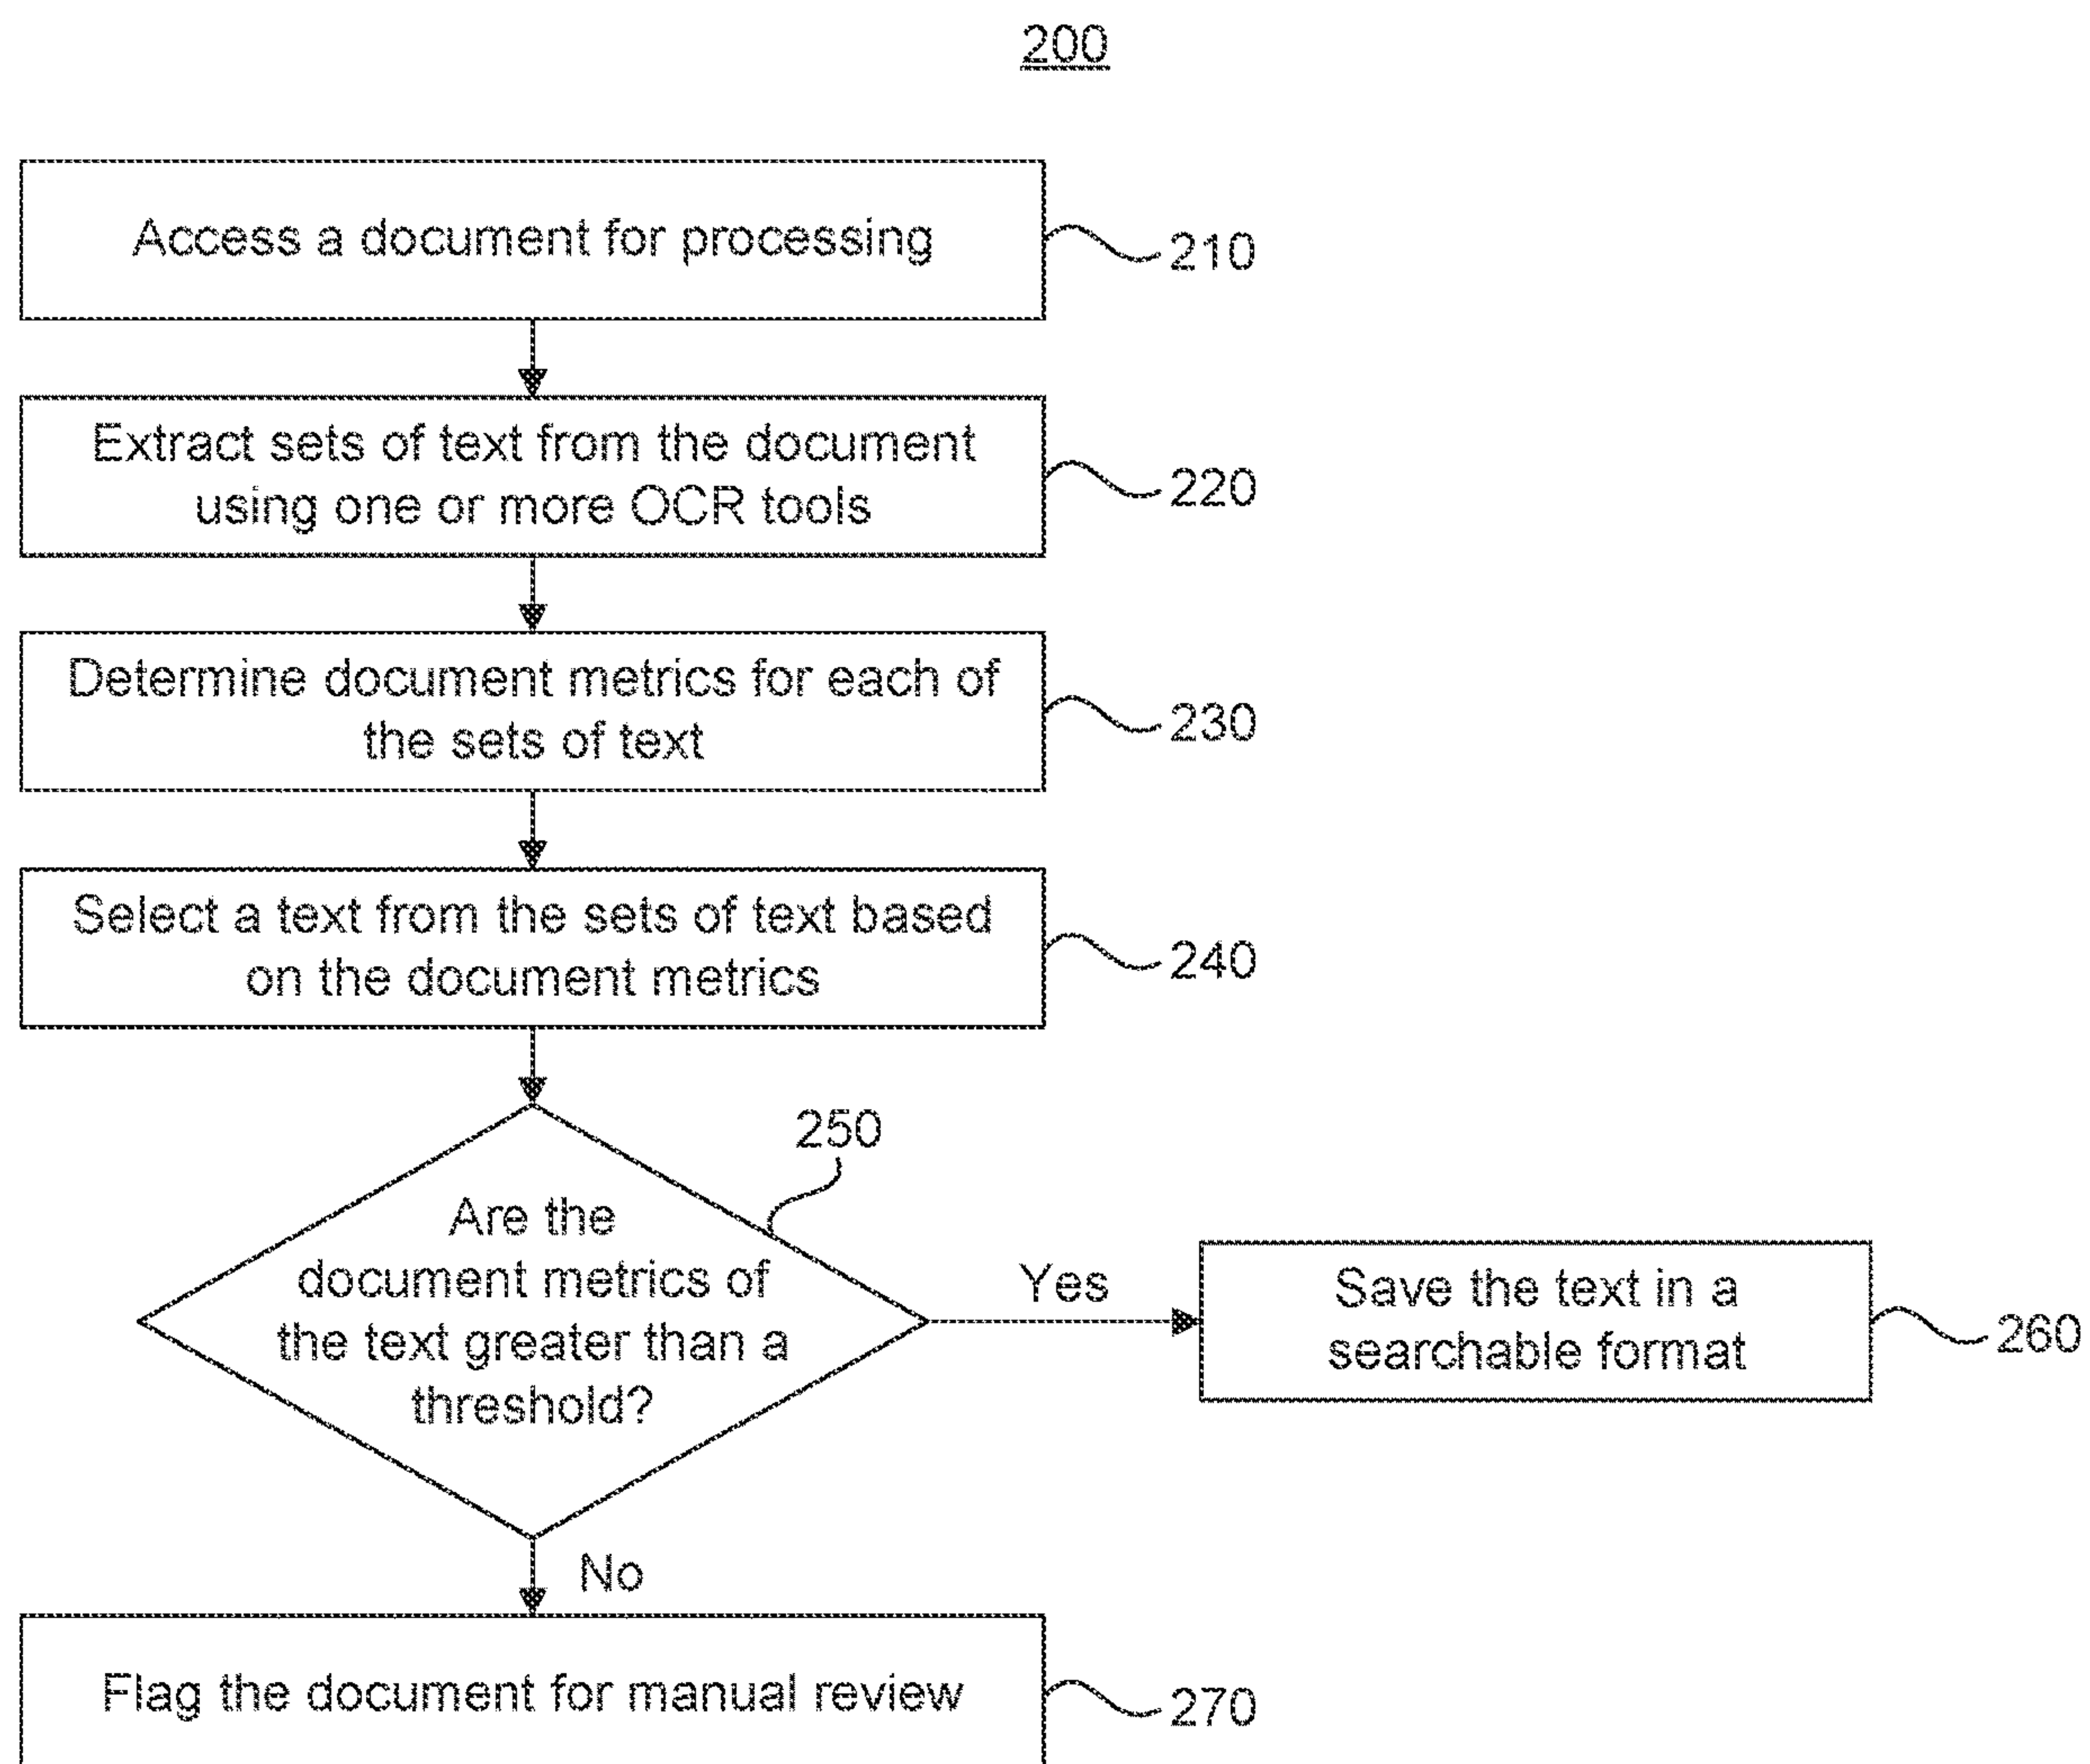 200
Access a document for processing
210
Extract sets of text from the document
using one or more OCR tools
220
Determine document metrics for each of
the sets of text
230
Select a text from the sets of text based
on the document metrics
240
250
Are the
document metrics of
the text greater than a
threshold?
Yes
Save the text in a
searchable format
260
No
Flag the document for manual review
270